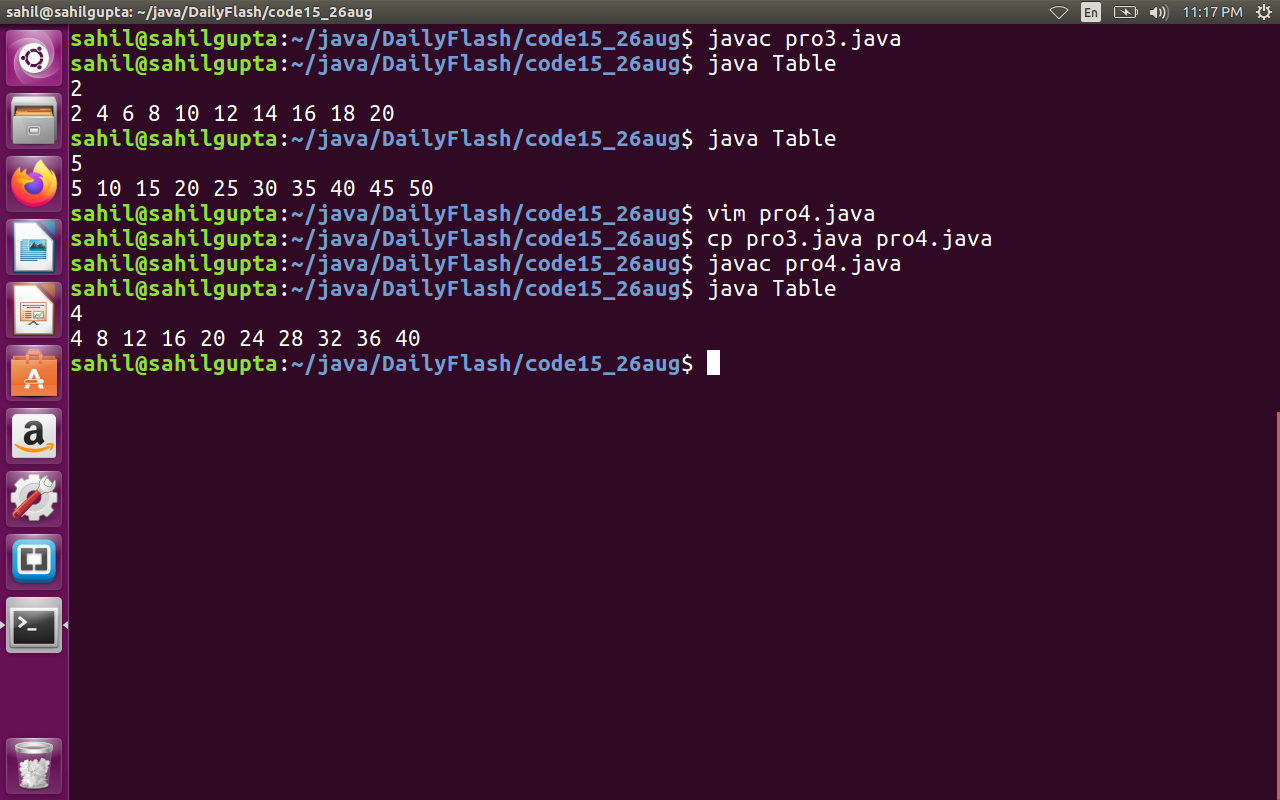 sahil@sahilgupta: ~/java/DailyFlash/code15_26aug En 11:17 PM
sahil@sahilgupta:~/java/DailyFlash/code15_26aug$ javac pro3.java
sahil@sahilgupta:~/java/DailyFlash/code15_26aug$ java Table
2
2 4 6 8 10 12 14 16 18 20
sahil@sahilgupta:~/java/DailyFlash/code15_26aug$ java Table
5
5 10 15 20 25 30 35 40 45 50
sahil@sahilgupta:~/java/DailyFlash/code15_26aug$ vim pro4.java
sahil@sahilgupta:~/java/DailyFlash/code15_26aug$ cp pro3.java pro4.java
sahil@sahilgupta:~/java/DailyFlash/code15_26aug$ javac pro4.java
sahil@sahilgupta:~/java/DailyFlash/code15_26aug$ java Table
4
4 8 12 16 20 24 28 32 36 40
sahil@sahilgupta:~/java/DailyFlash/code15_26aug$